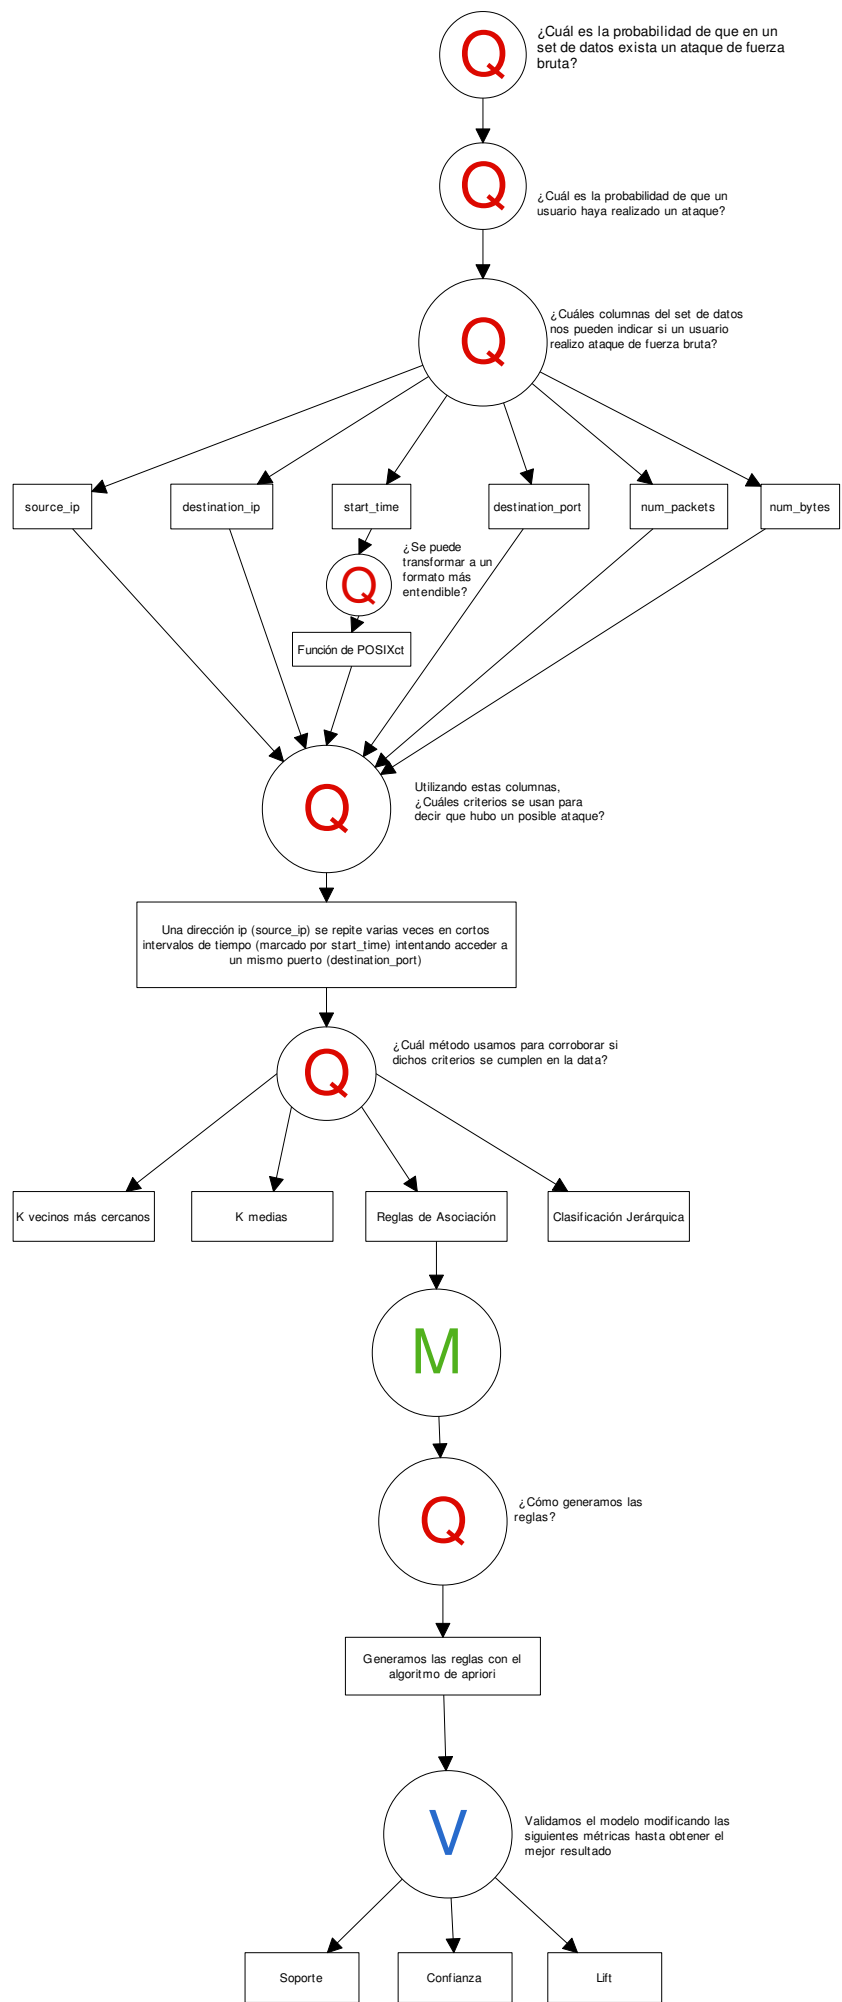 Q
¿Cuál es la probabilidad de que en un
set de datos exista un ataque de fuerza
bruta?
Q
¿Cuál es la probabilidad de que un
usuario haya realizado un ataque?
Q
¿Cuáles columnas del set de datos
nos pueden indicar si un usuario
realizo ataque de fuerza bruta?
source_ip
destination_ip
start_time
destination_port
num_packets
num_bytes
Q
¿Se puede
transformar a un
formato más
entendible?
Función de POSIXct
Q
Utilizando estas columnas,
¿Cuáles criterios se usan para
decir que hubo un posible ataque?
Una dirección ip (source_ip) se repite varias veces en cortos
intervalos de tiempo (marcado por start_time) intentando acceder a
un mismo puerto (destination_port)
Q
¿Cuál método usamos para corroborar si
dichos criterios se cumplen en la data?
K vecinos más cercanos
K medias
Reglas de Asociación
Clasificación Jerárquica
M
Q
¿Cómo generamos las
reglas?
Generamos las reglas con el
algoritmo de apriori
V
Validamos el modelo modificando las
siguientes métricas hasta obtener el
mejor resultado
Soporte
Confianza
Lift